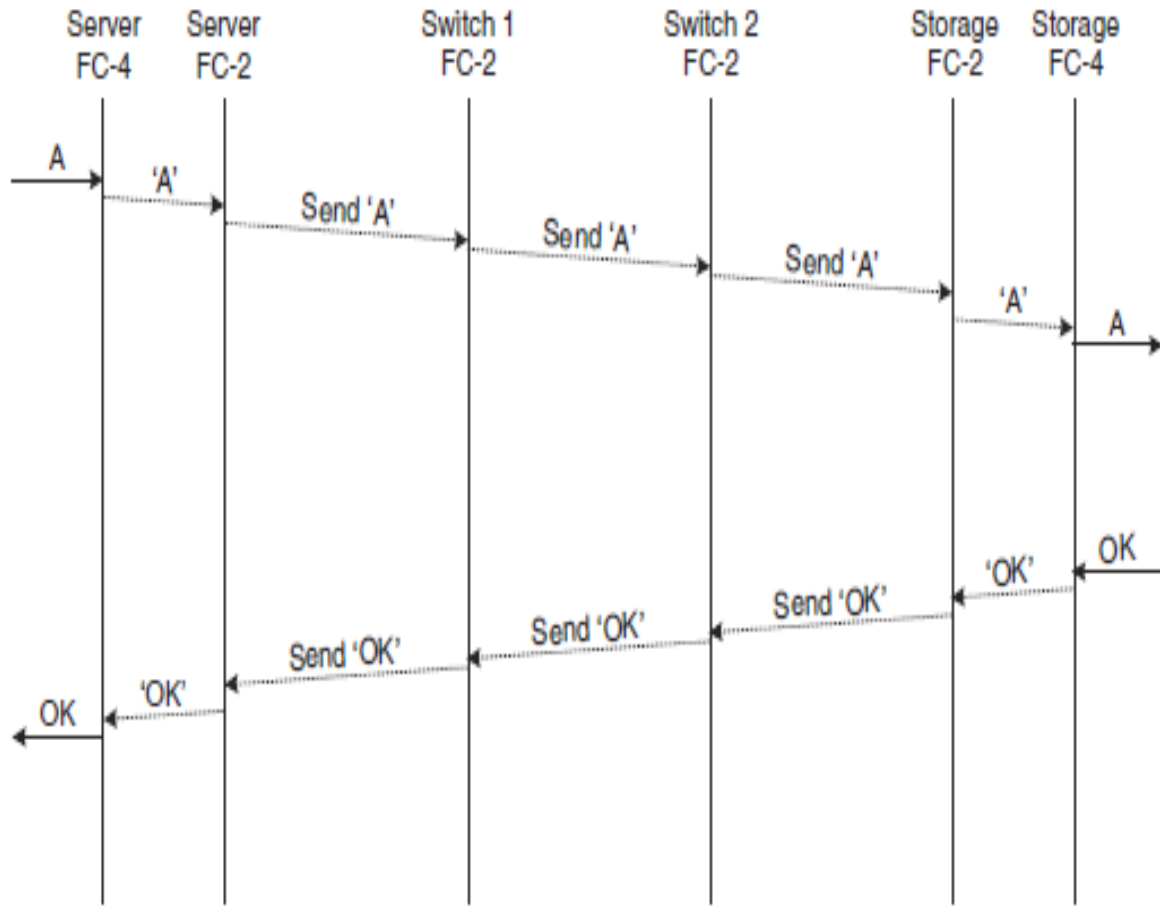 Server Server Switch 1 Switch 2 Storage Storage
FC-4 FC-2 FC-2 FC-2 FC-2 FC-4
A
‘A’
Send ‘A’
Send ‘A’
Send ‘A’
‘A’
A
OK
‘OK’
Send ‘OK’
Send ‘OK’
Send ‘OK’
‘OK’
OK